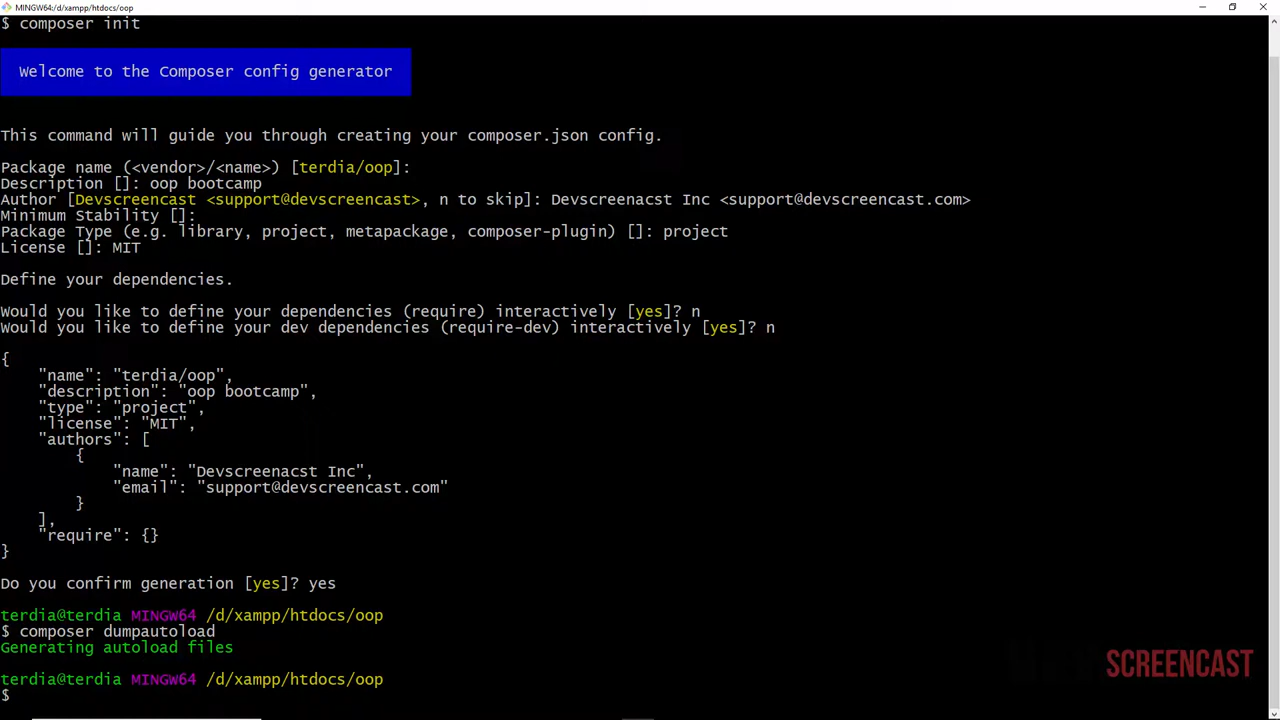 MINGW64:/d/xampp/htdocs/oop
$ composer init
Welcome to the Composer config generator
This command will guide you through creating your composer.json config.
Package name (<vendor>/<name>) [terdia/oop]:
Description []: oop bootcamp
Author [Devscreencast <support@devscreencast>, n to skip]: Devscreenacst Inc <support@devscreencast.com>
Minimum Stability []:
Package Type (e.g. library, project, metapackage, composer-plugin) []: project
License []: MIT
Define your dependencies.
Would you like to define your dependencies (require) interactively [yes]? n
Would you like to define your dev dependencies (require-dev) interactively [yes]? n
{
    "name": "terdia/oop",
    "description": "oop bootcamp",
    "type": "project",
    "license": "MIT",
    "authors": [
        {
            "name": "Devscreenacst Inc",
            "email": "support@devscreencast.com"
        }
    ],
    "require": {}
}
Do you confirm generation [yes]? yes
terdia@terdia MINGW64 /d/xampp/htdocs/oop
$ composer dumpautoload
Generating autoload files
terdia@terdia MINGW64 /d/xampp/htdocs/oop
$
SCREENCAST